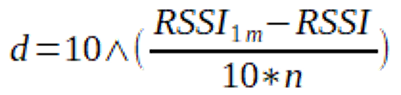 d=10∧(RSSI₁ₘ−RSSI / 10∗n)